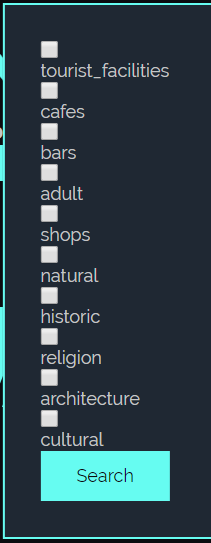 tourist_facilities
cafes
bars
adult
shops
natural
historic
religion
architecture
cultural
Search